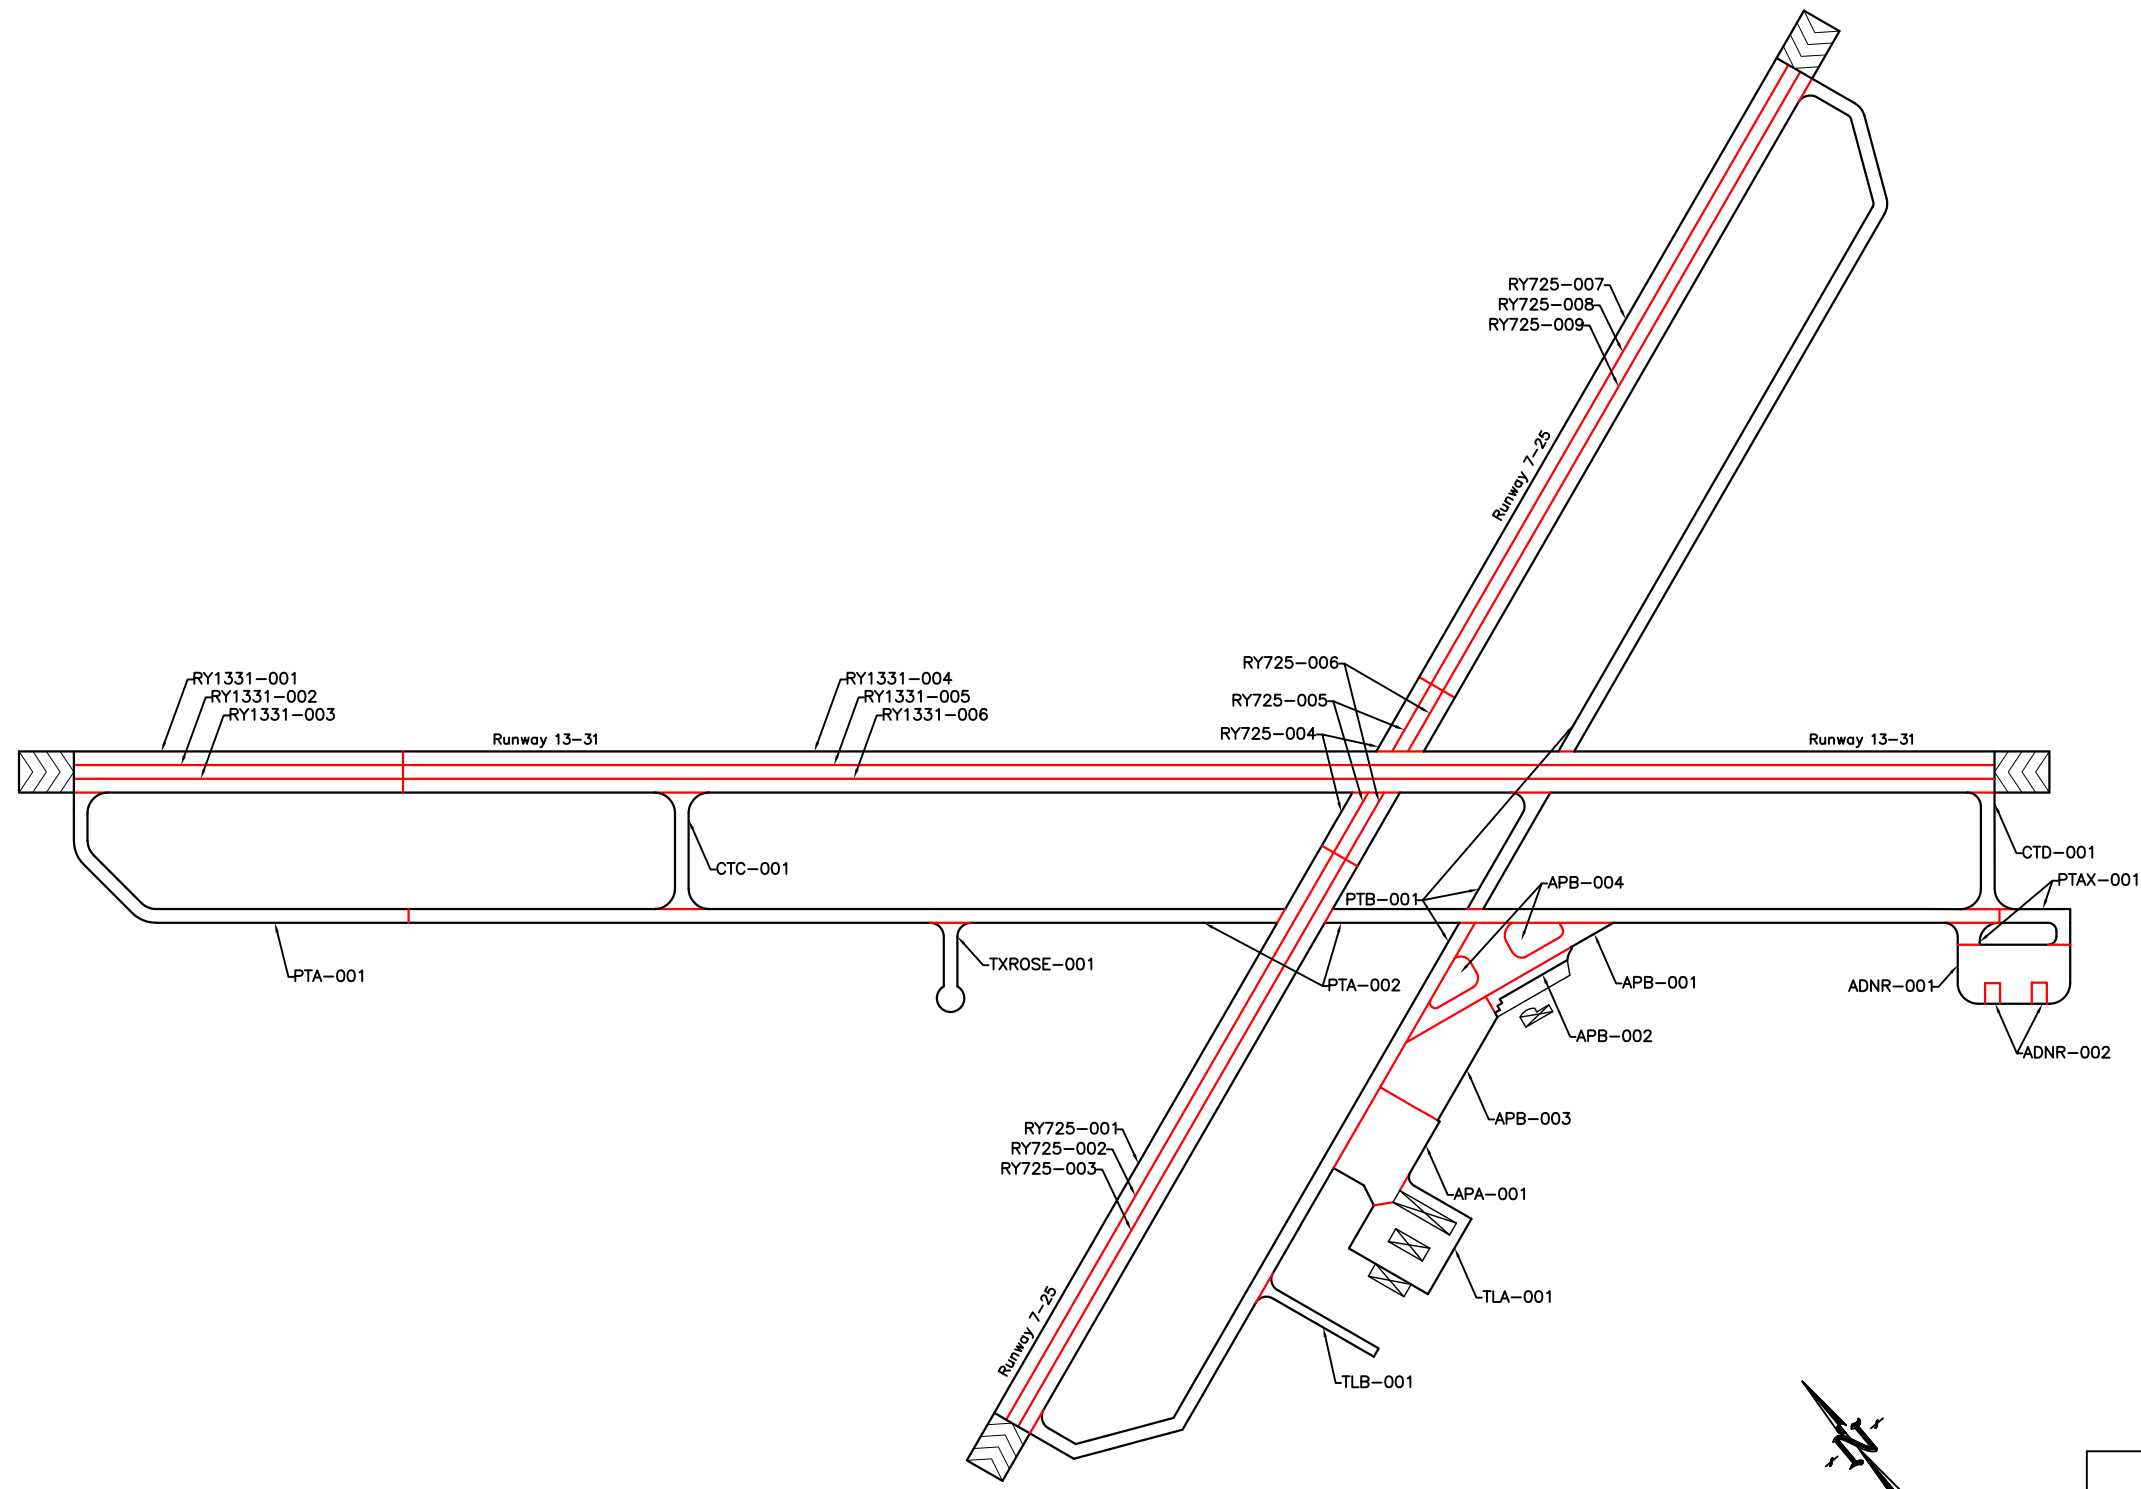 RY725-007
RY725-008
RY725-009
Runway 7-25
RY725-006
RY725-005
RY725-004
RY1331-001
RY1331-002
RY1331-003
Runway 13-31
RY1331-004
RY1331-005
RY1331-006
Runway 13-31
CTC-001
CTD-001
PTAX-001
APB-004
PTB-001
TXROSE-001
PTA-001
PTA-002
APB-001
ADNR-001
APB-002
ADNR-002
APB-003
RY725-001
RY725-002
RY725-003
APA-001
TLA-001
Runway 7-25
TLB-001
N